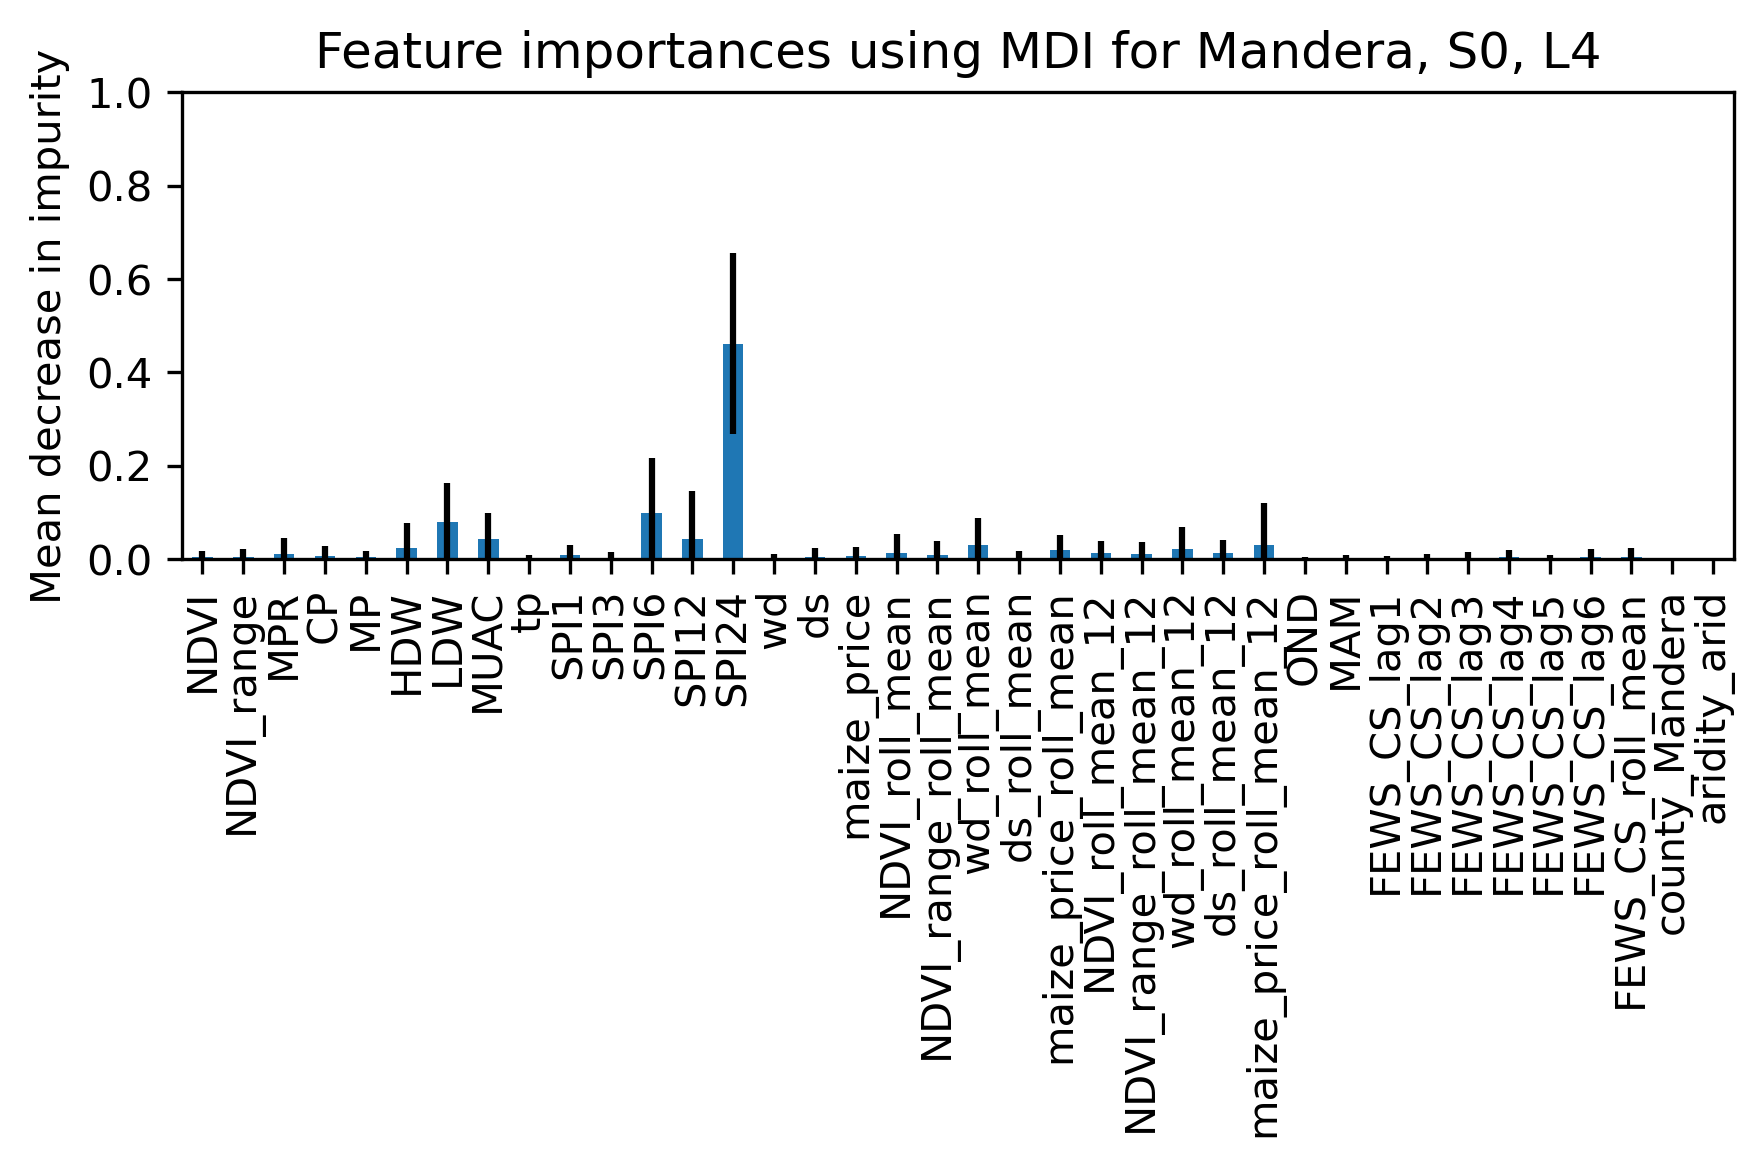 Feature importances using MDI for Mandera, S0, L4
Mean decrease in impurity
1.0
0.8
0.6
0.4
0.2
0.0
NDVI
NDVI_range
MPR
CP
MP
HDW
LDW
MUAC
tp
SPI1
SPI3
SPI6
SPI12
SPI24
wd
ds
maize_price
NDVI_roll_mean
NDVI_range_roll_mean
wd_roll_mean
ds_roll_mean
maize_price_roll_mean
NDVI_roll_mean_12
NDVI_range_roll_mean_12
wd_roll_mean_12
ds_roll_mean_12
maize_price_roll_mean_12
OND
MAM
FEWS_CS_lag1
FEWS_CS_lag2
FEWS_CS_lag3
FEWS_CS_lag4
FEWS_CS_lag5
FEWS_CS_lag6
FEWS_CS_roll_mean
county_Mandera
aridity_arid